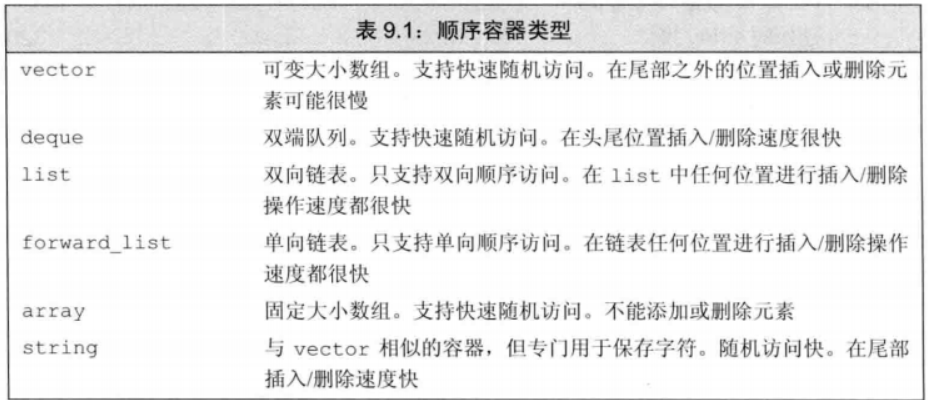 表 9.1：顺序容器类型
vector 可变大小数组。支持快速随机访问。在尾部之外的位置插入或删除元
素可能很慢
deque 双端队列。支持快速随机访问。在头尾位置插入/删除速度很快
list 双向链表。只支持双向顺序访问。在 list 中任何位置进行插入/删除
操作速度都很快
forward_list 单向链表。只支持单向顺序访问。在链表任何位置进行插入/删除操作
速度都很快
array 固定大小数组。支持快速随机访问。不能添加或删除元素
string 与 vector 相似的容器，但专门用于保存字符。随机访问快。在尾部
插入/删除速度快